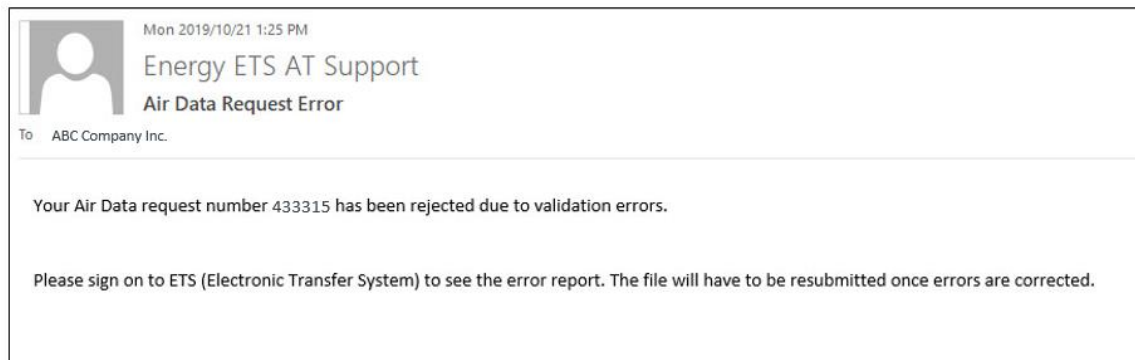 Mon 2019/10/21 1:25 PM
Energy ETS AT Support
Air Data Request Error
To ABC Company Inc.
Your Air Data request number 433315 has been rejected due to validation errors.
Please sign on to ETS (Electronic Transfer System) to see the error report. The file will have to be resubmitted once errors are corrected.